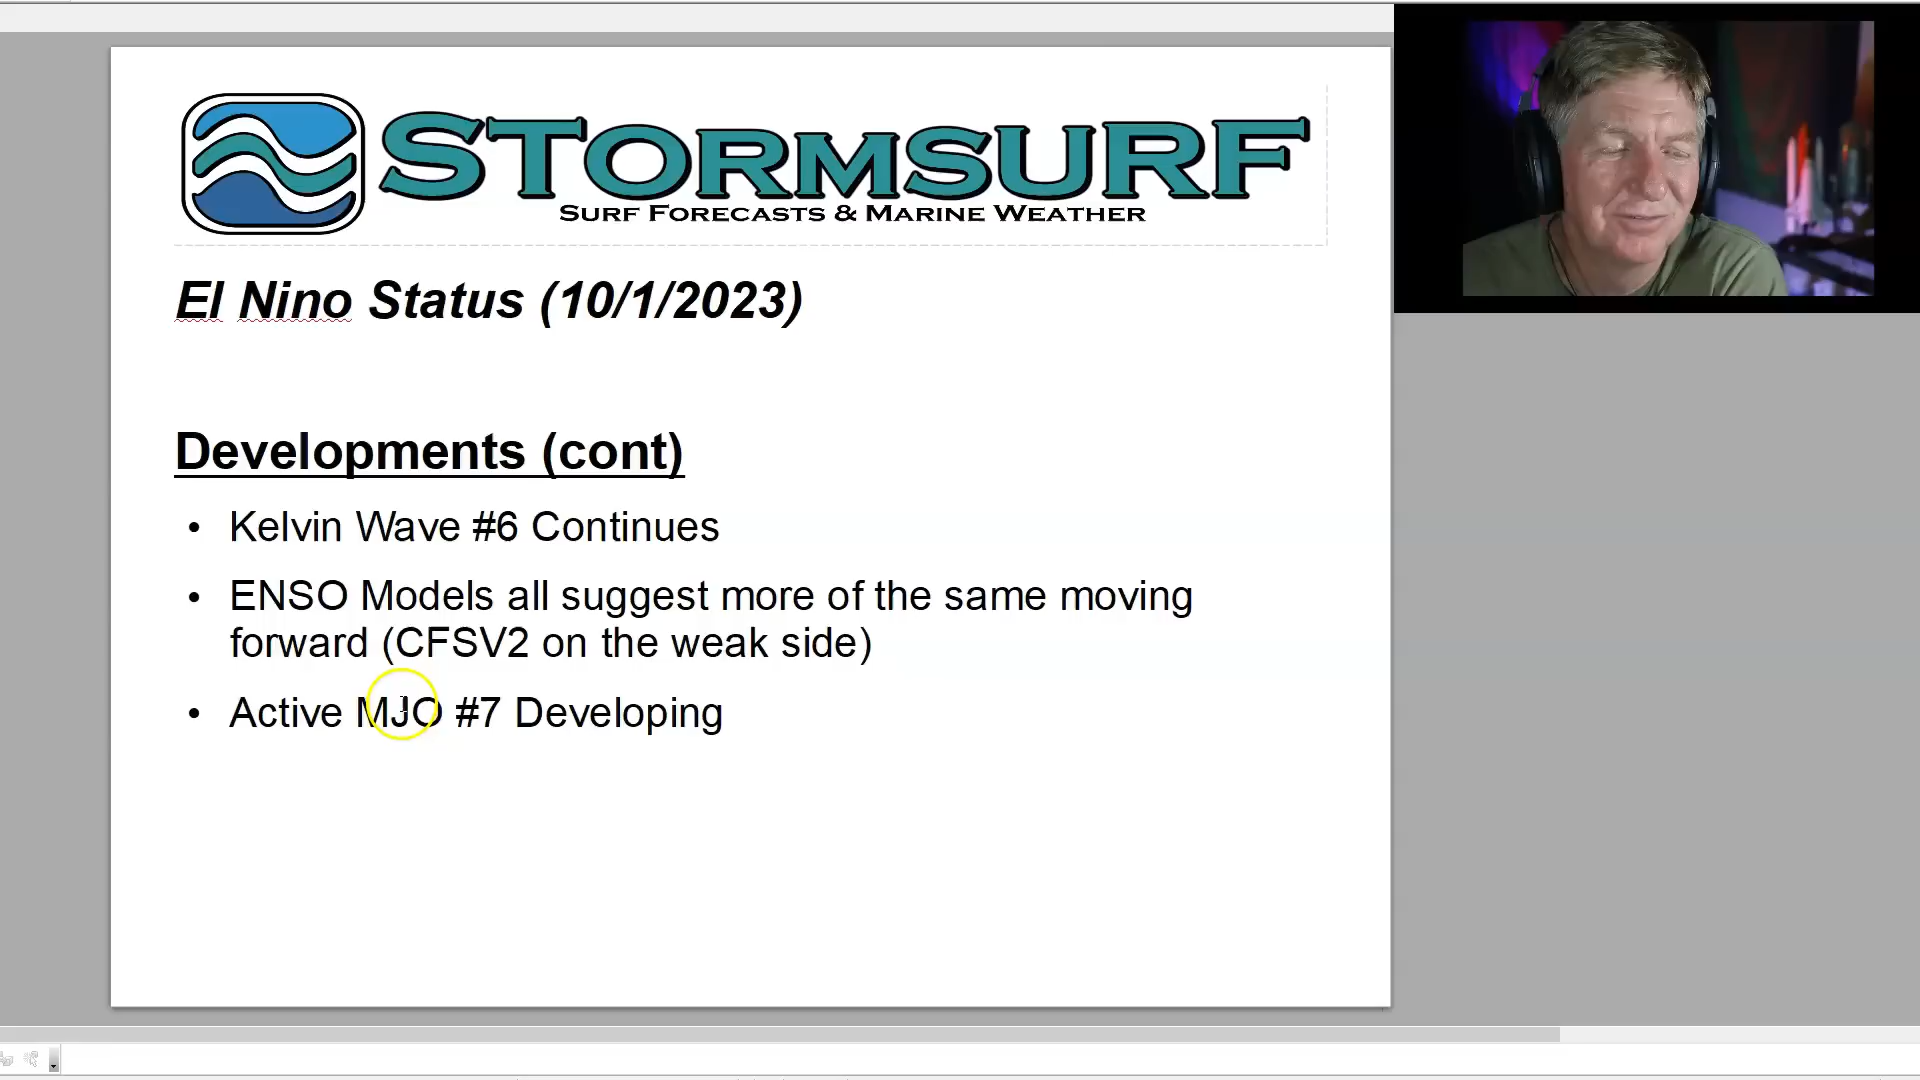 STORMSURF
SURF FORECASTS & MARINE WEATHER
El Nino Status (10/1/2023)
Developments (cont)
• Kelvin Wave #6 Continues
• ENSO Models all suggest more of the same moving
forward (CFSV2 on the weak side)
• Active MJO #7 Developing